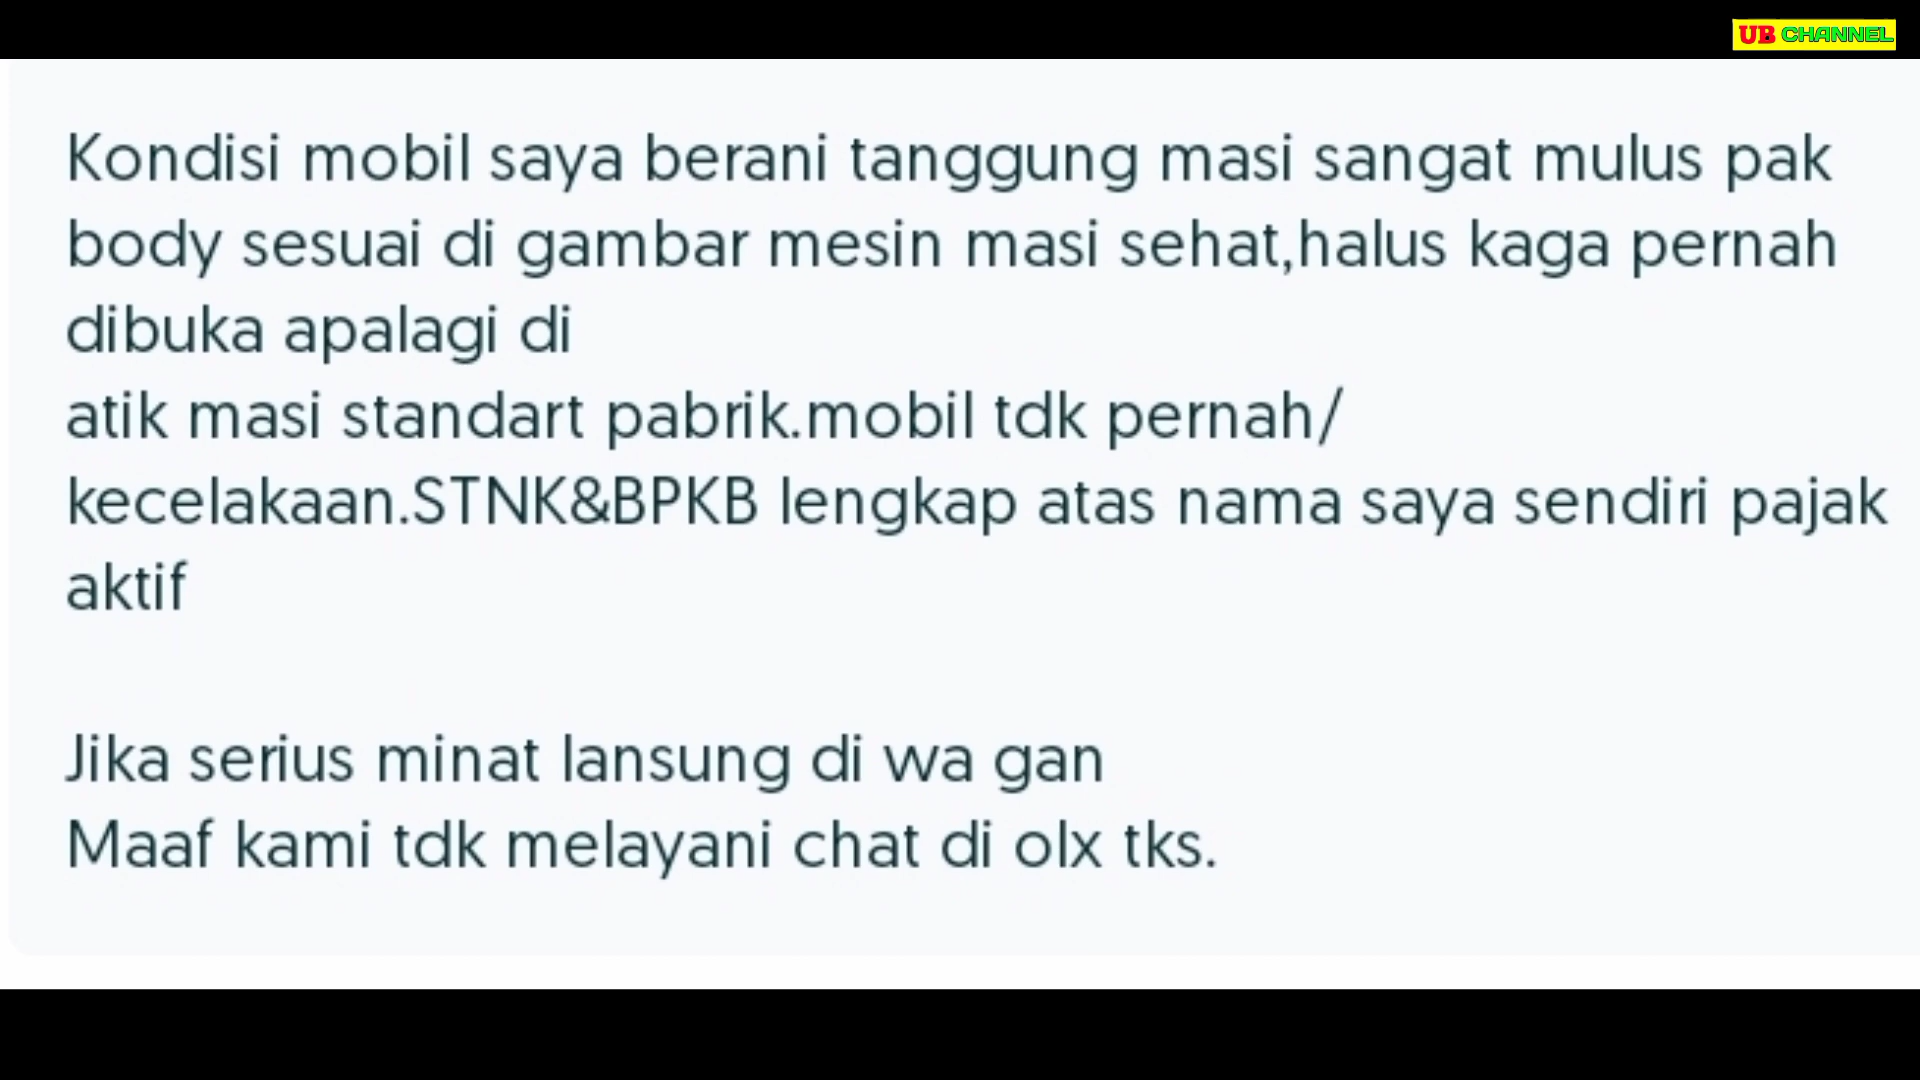 UB CHANNEL
Kondisi mobil saya berani tanggung masi sangat mulus pak
body sesuai di gambar mesin masi sehat,halus kaga pernah
dibuka apalagi di
atik masi standart pabrik.mobil tdk pernah/
kecelakaan.STNK&BPKB lengkap atas nama saya sendiri pajak
aktif
Jika serius minat lansung di wa gan
Maaf kami tdk melayani chat di olx tks.